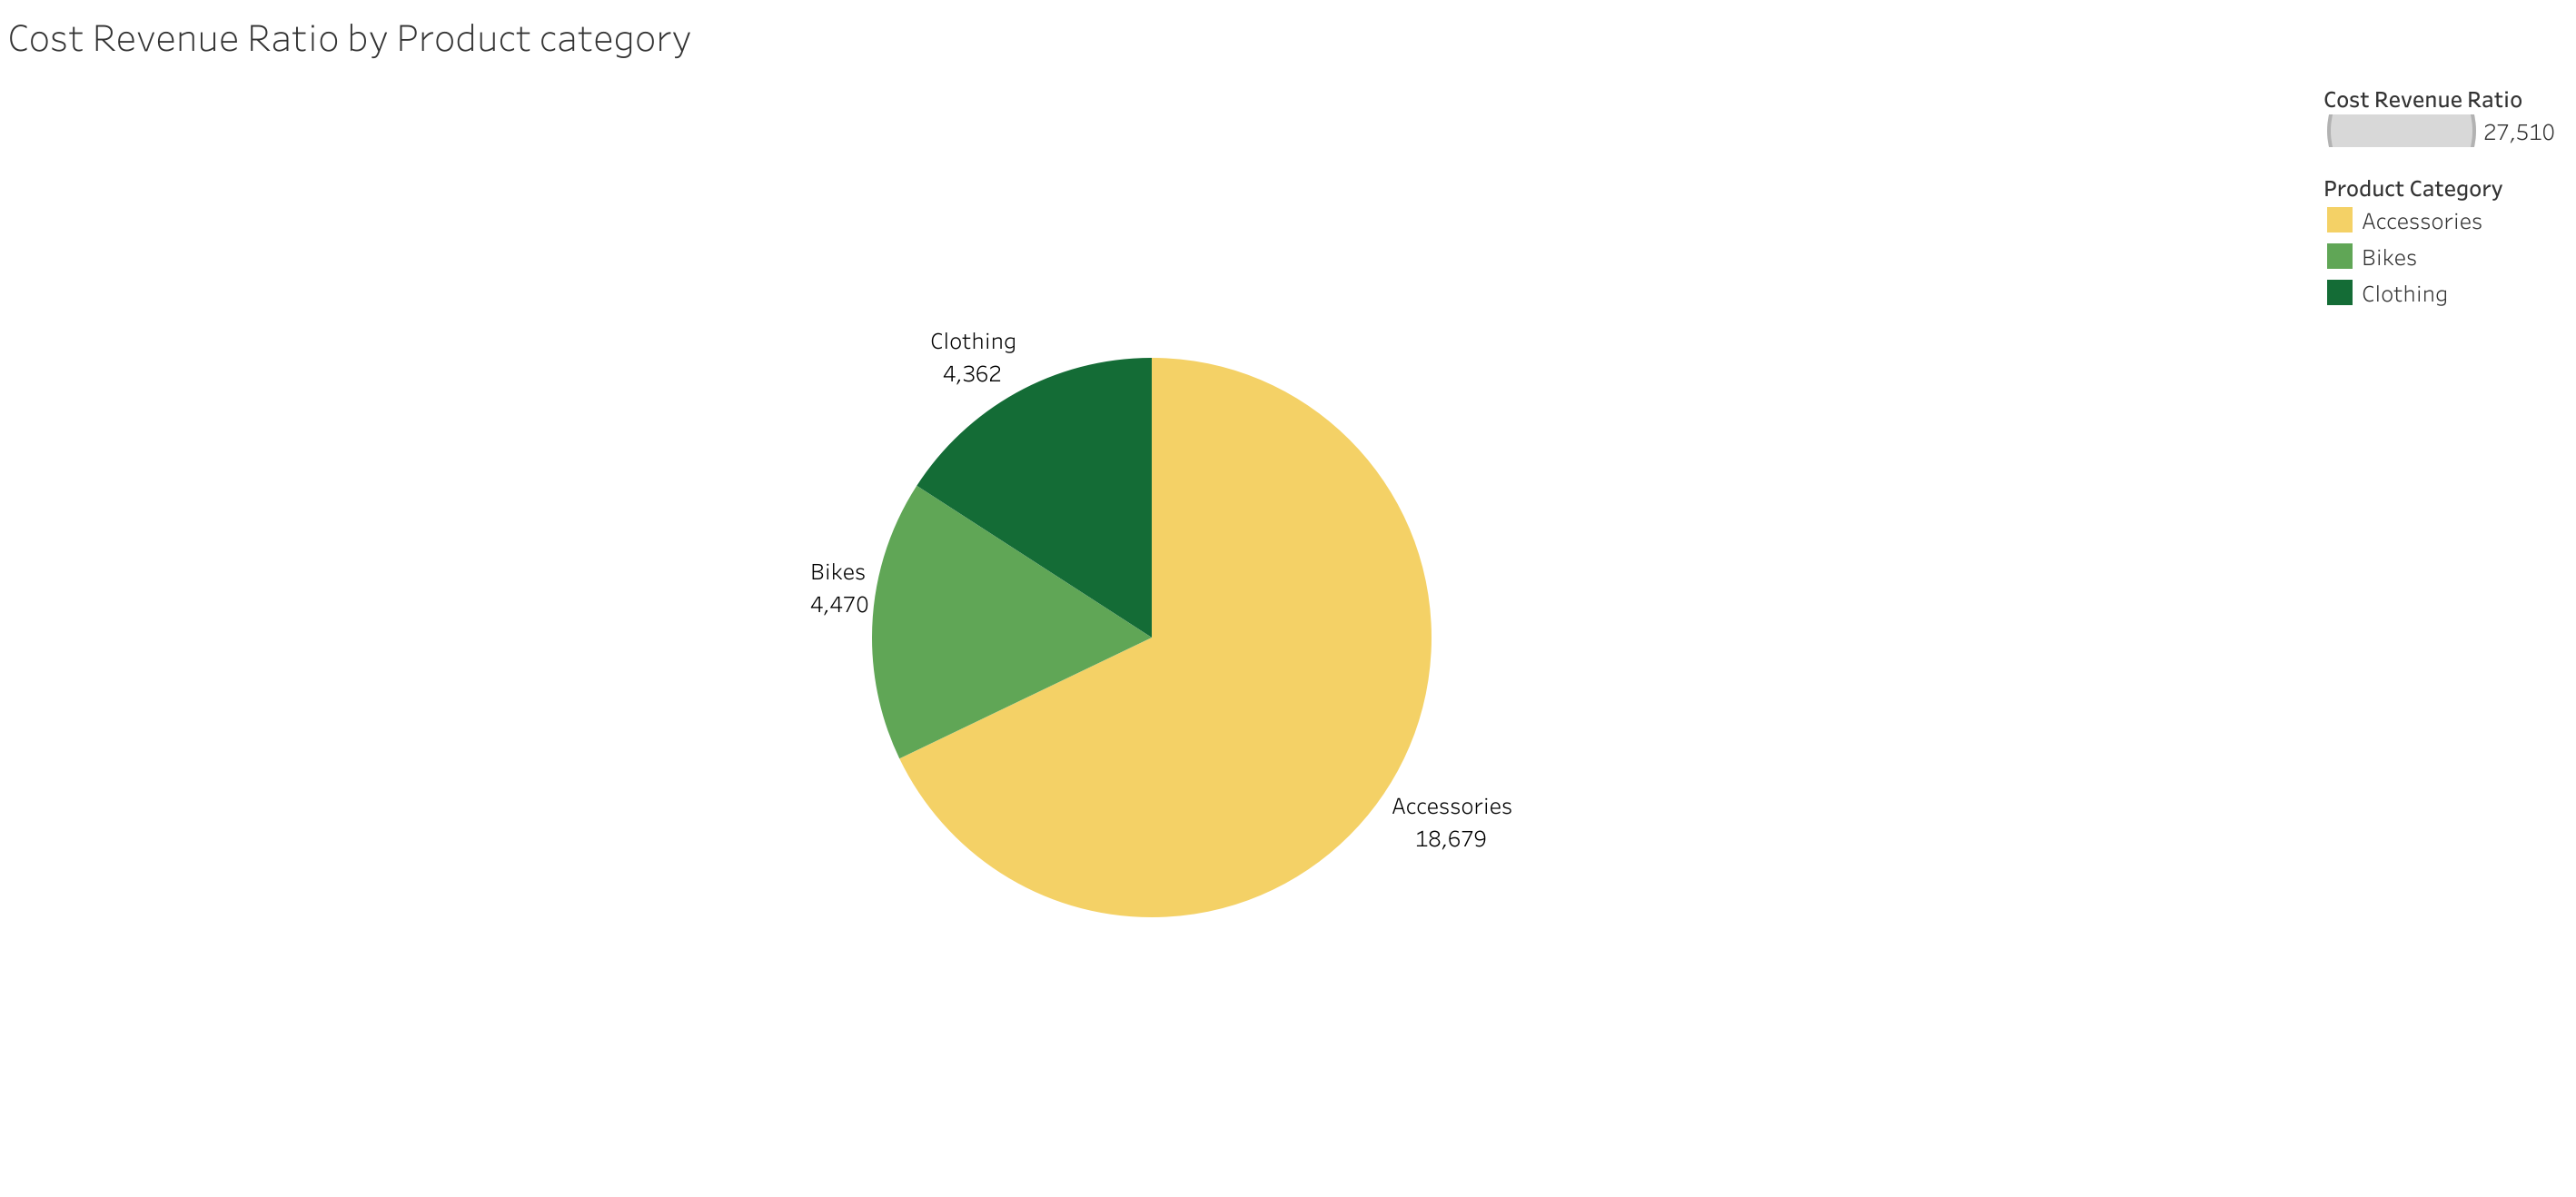 Cost Revenue Ratio by Product category
Cost Revenue Ratio
27,510
Product Category
Accessories
Bikes
Clothing
Clothing
4,362
Bikes
4,470
Accessories
18,679